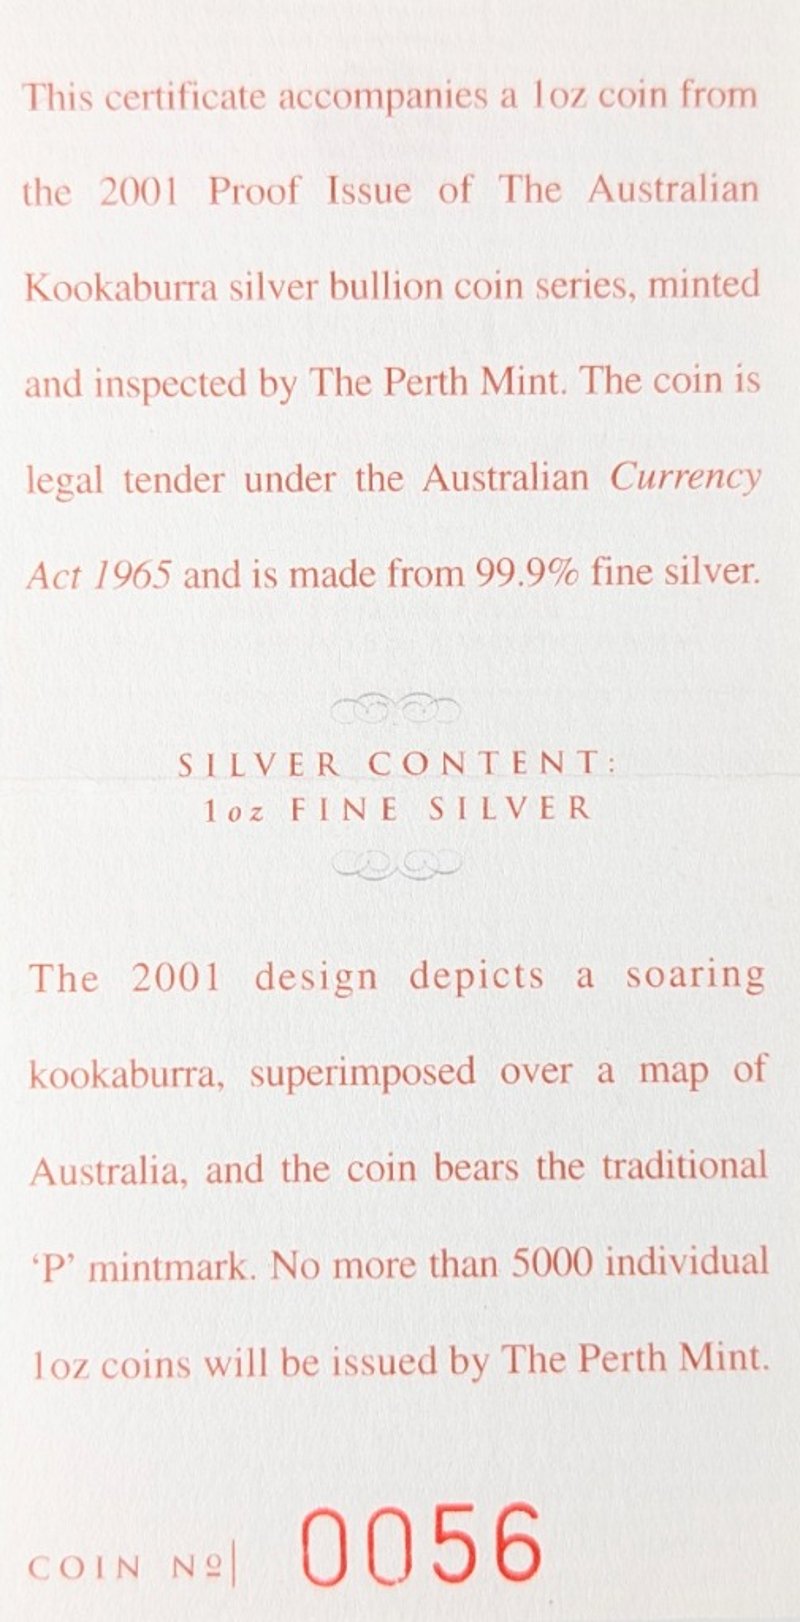 This certificate accompanies a 1oz coin from
the 2001 Proof Issue of The Australian
Kookaburra silver bullion coin series, minted
and inspected by The Perth Mint. The coin is
legal tender under the Australian Currency
Act 1965 and is made from 99.9% fine silver.
SILVER CONTENT:
1oz FINE SILVER
The 2001 design depicts a soaring
kookaburra, superimposed over a map of
Australia, and the coin bears the traditional
‘P’ mintmark. No more than 5000 individual
1oz coins will be issued by The Perth Mint.
COIN Nº| 0056